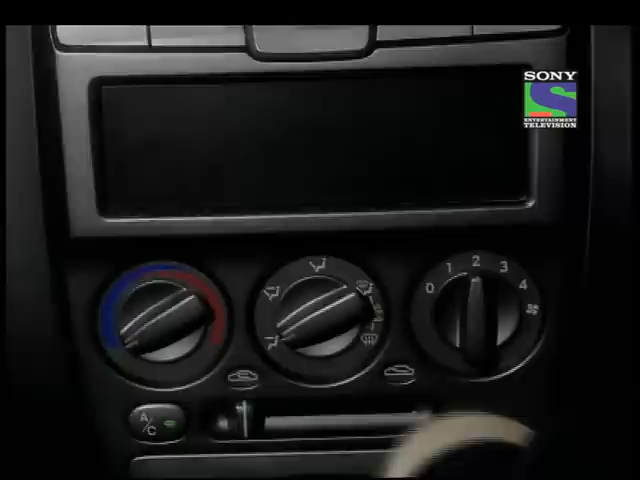 SONY
ENTERTAINMENT
TELEVISION
0 1 2 3 4
A/C